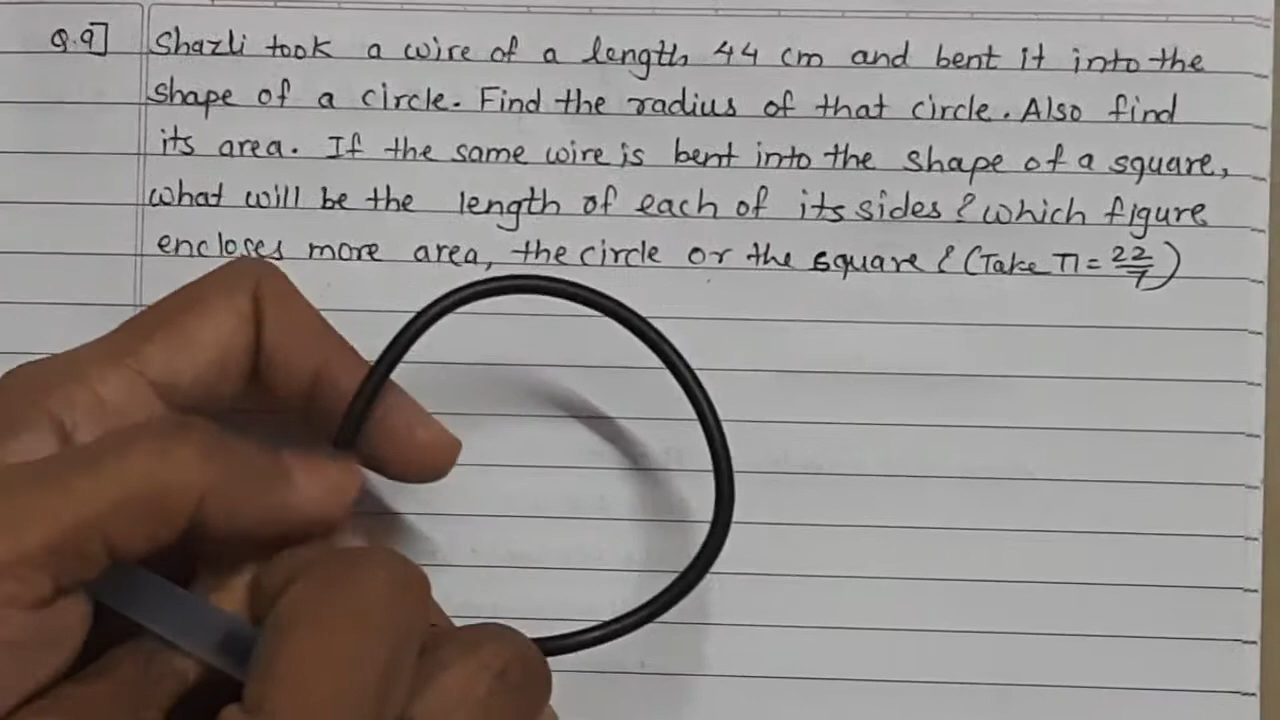 Q.9] Shazli took a wire of a length 44 cm and bent it into the
shape of a circle. Find the radius of that circle. Also find
its area. If the same wire is bent into the shape of a square,
what will be the length of each of its sides? which figure
encloses more area, the circle or the square? (Take π = 22/7)